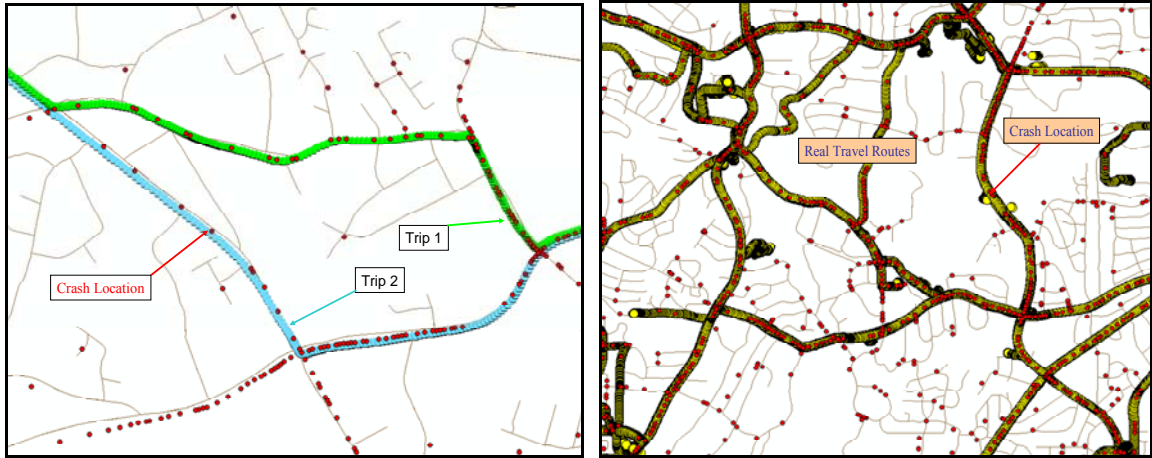 Trip 1
Trip 2
Crash Location
Crash Location
Real Travel Routes